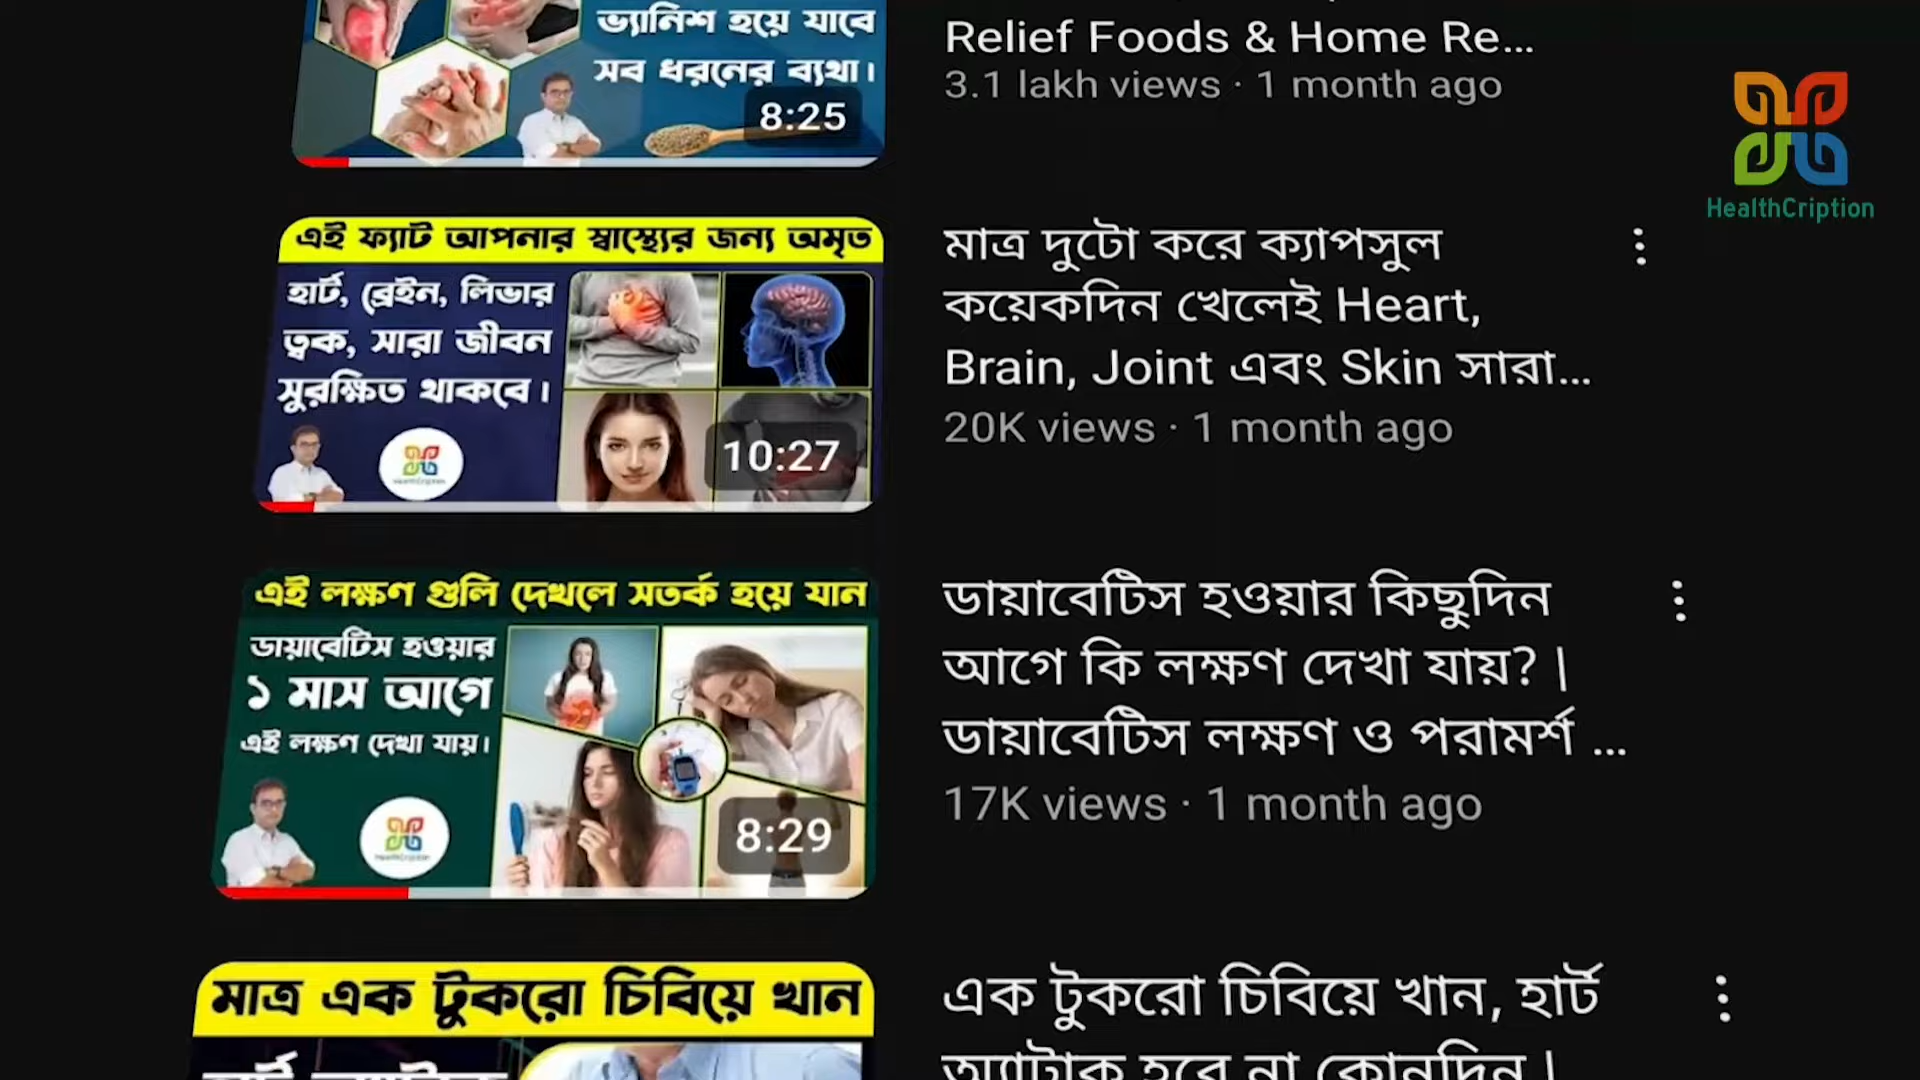 ভ্যানিশ হয়ে যাবে
সব ধরনের ব্যথা।
8:25
Relief Foods & Home Re...
3.1 lakh views · 1 month ago
HealthCription
এই ফ্যাট আপনার স্বাস্থ্যের জন্য অমৃত
হার্ট, ব্রেইন, লিভার
ত্বক, সারা জীবন
সুরক্ষিত থাকবে।
10:27
মাত্র দুটো করে ক্যাপসুল
কয়েকদিন খেলেই Heart,
Brain, Joint এবং Skin সারা...
20K views · 1 month ago
এই লক্ষণ গুলি দেখলে সতর্ক হয়ে যান
ডায়াবেটিস হওয়ার
১ মাস আগে
এই লক্ষণ দেখা যায়।
HealthCription
8:29
ডায়াবেটিস হওয়ার কিছুদিন
আগে কি লক্ষণ দেখা যায়? |
ডায়াবেটিস লক্ষণ ও পরামর্শ ...
17K views · 1 month ago
মাত্র এক টুকরো চিবিয়ে খান
এক টুকরো চিবিয়ে খান, হার্ট
অ্যাটাক হবে না কোনদিন |